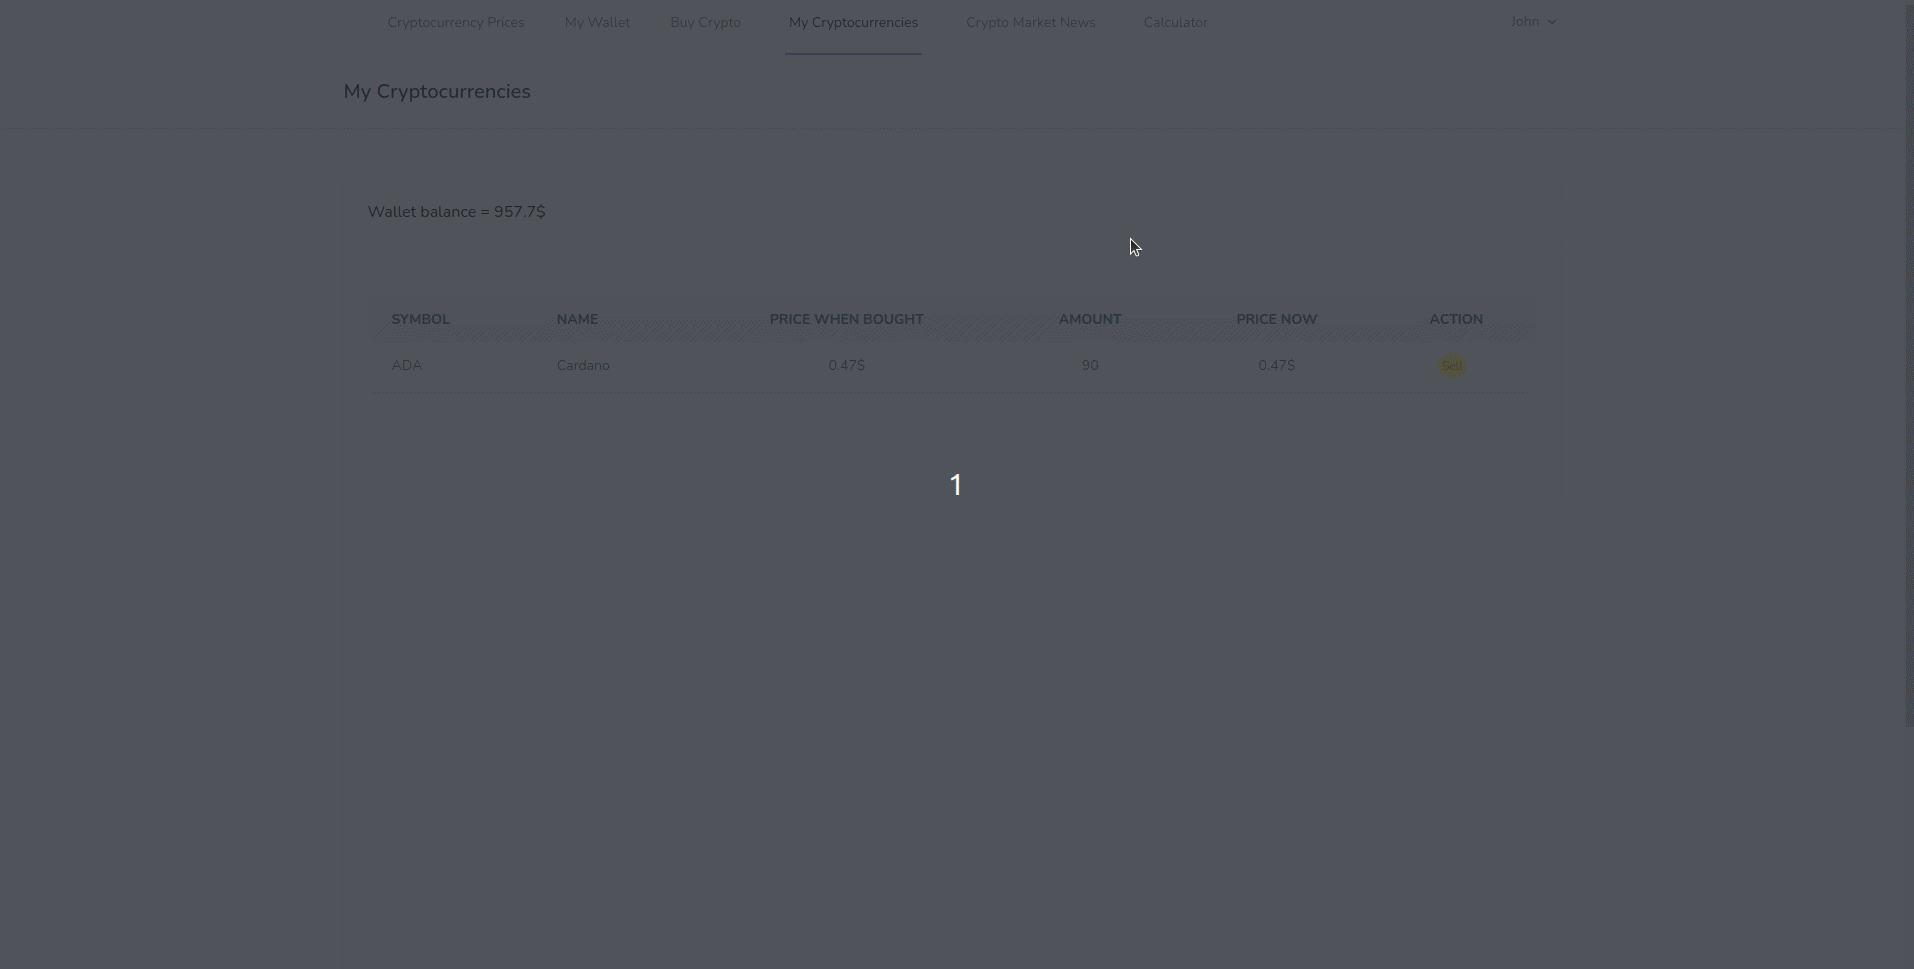 Cryptocurrency Prices My Wallet Buy Crypto My Cryptocurrencies Crypto Market News Calculator John
My Cryptocurrencies
Wallet balance = 957.7$
SYMBOL NAME PRICE WHEN BOUGHT AMOUNT PRICE NOW ACTION
ADA Cardano 0.47$ 90 0.47$ Sell
1